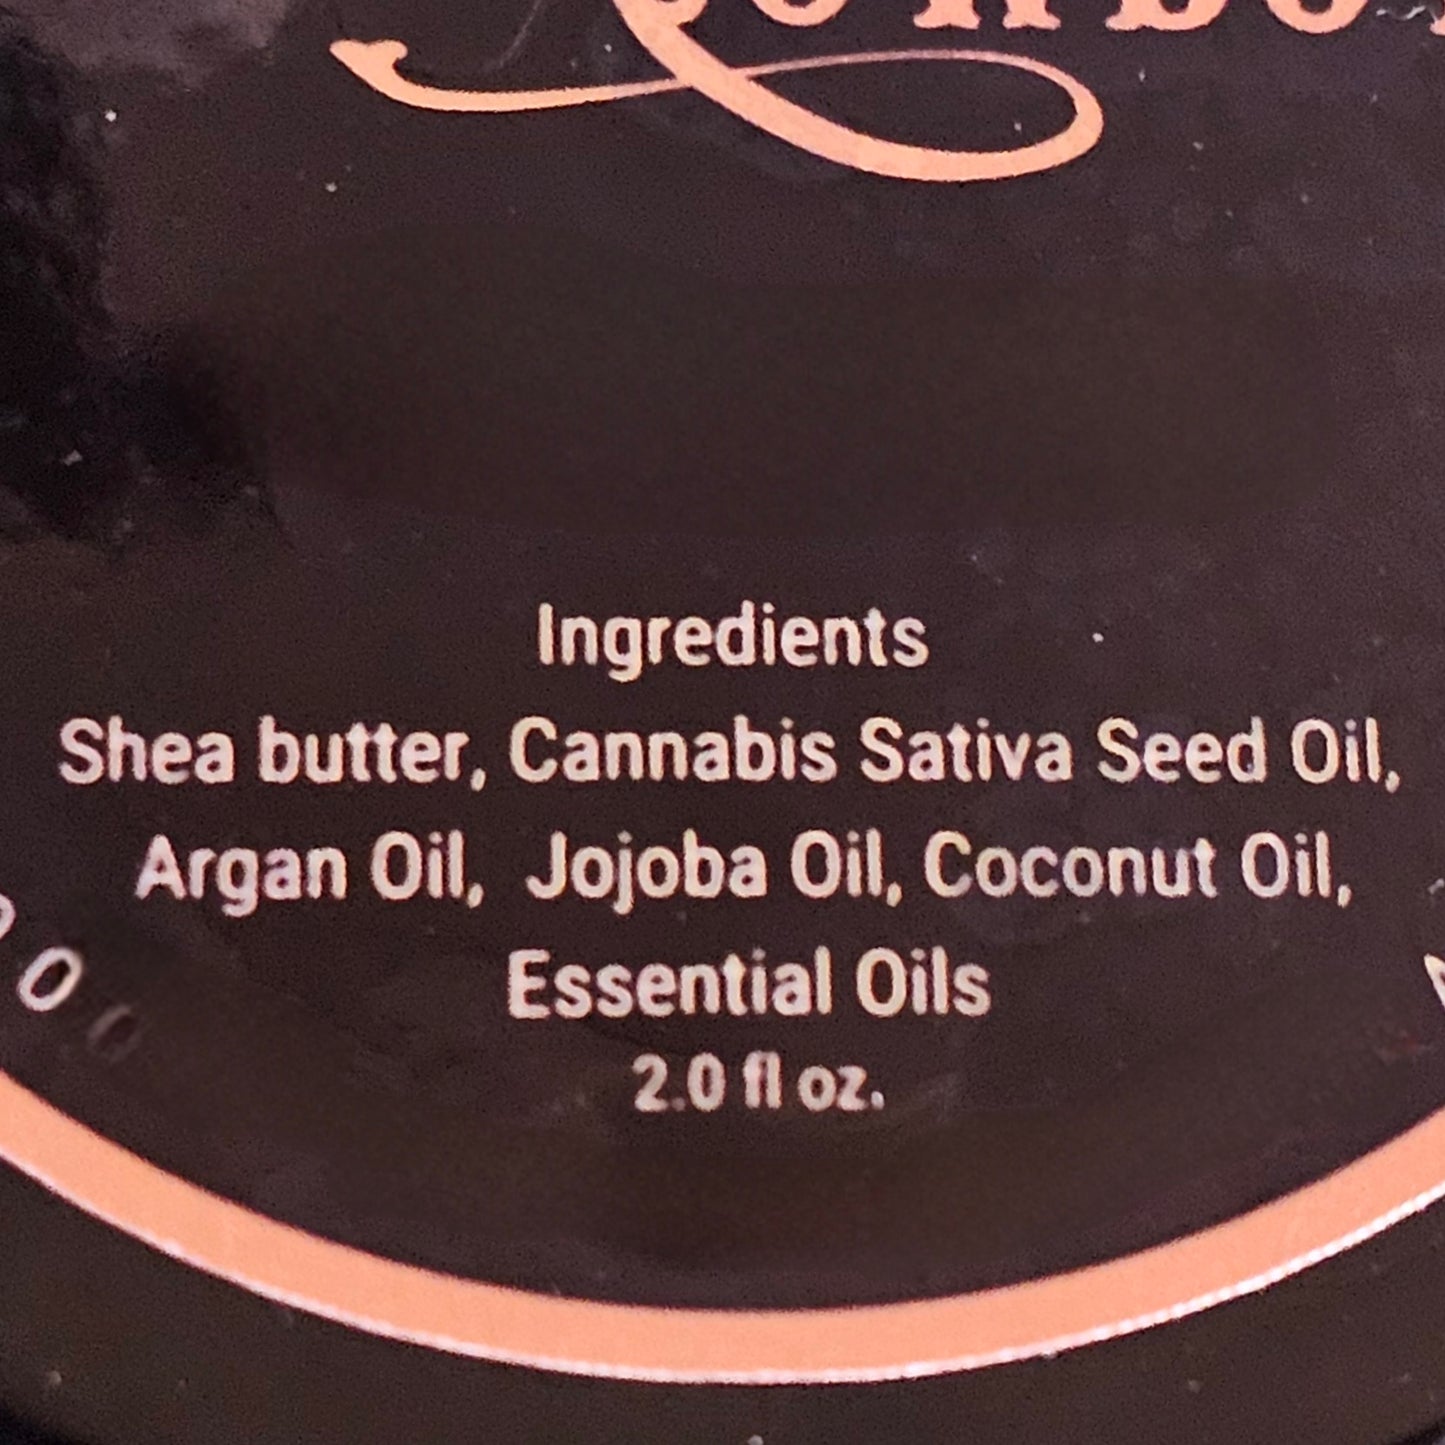 Ingredients
Shea butter, Cannabis Sativa Seed Oil,
Argan Oil, Jojoba Oil, Coconut Oil,
Essential Oils
2.0 fl oz.